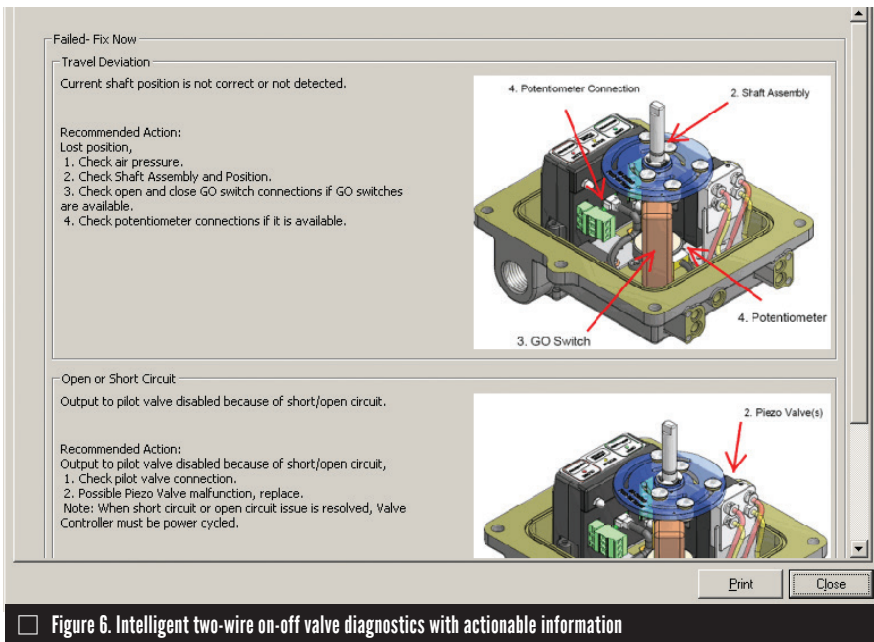 Failed- Fix Now
Travel Deviation
Current shaft position is not correct or not detected.
Recommended Action:
Lost position,
1. Check air pressure.
2. Check Shaft Assembly and Position.
3. Check open and close GO switch connections if GO switches
are available.
4. Check potentiometer connections if it is available.
4. Potentometer Connection
2. Shaft Assembly
4. Potentiometer
3. GO Switch
Open or Short Circuit
Output to pilot valve disabled because of short/open circuit.
Recommended Action:
Output to pilot valve disabled because of short/open circuit,
1. Check pilot valve connection.
2. Possible Piezo Valve malfunction, replace.
Note: When short circuit or open circuit issue is resolved, Valve
Controller must be power cycled.
2. Piezo Valve(s)
Print
Close
Figure 6. Intelligent two-wire on-off valve diagnostics with actionable information